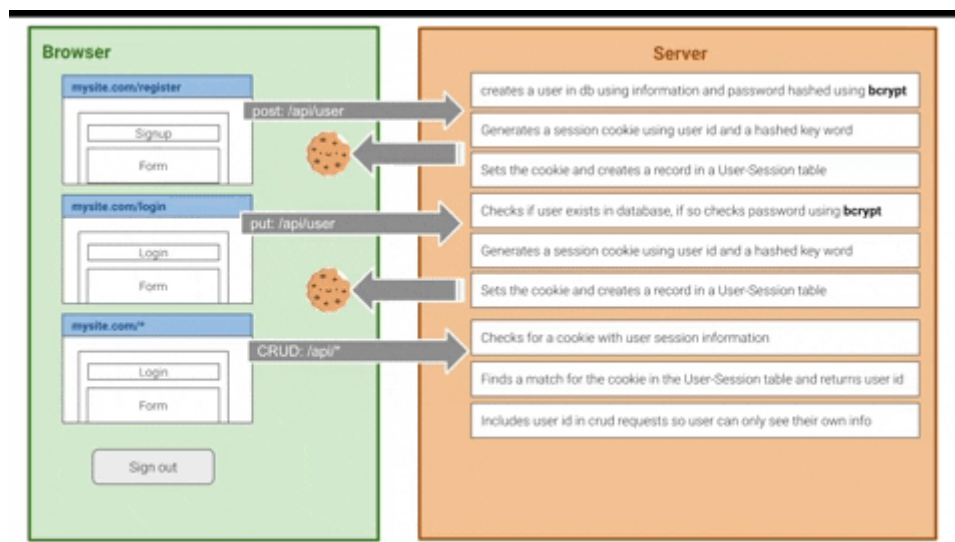 Browser
mysite.com/register
Signup
Form
post: /api/user
mysite.com/login
Login
Form
put: /api/user
mysite.com/*
Login
Form
CRUD: /api/*
Sign out
Server
creates a user in db using information and password hashed using bcrypt
Generates a session cookie using user id and a hashed key word
Sets the cookie and creates a record in a User-Session table
Checks if user exists in database, if so checks password using bcrypt
Generates a session cookie using user id and a hashed key word
Sets the cookie and creates a record in a User-Session table
Checks for a cookie with user session information
Finds a match for the cookie in the User-Session table and returns user id
Includes user id in crud requests so user can only see their own info